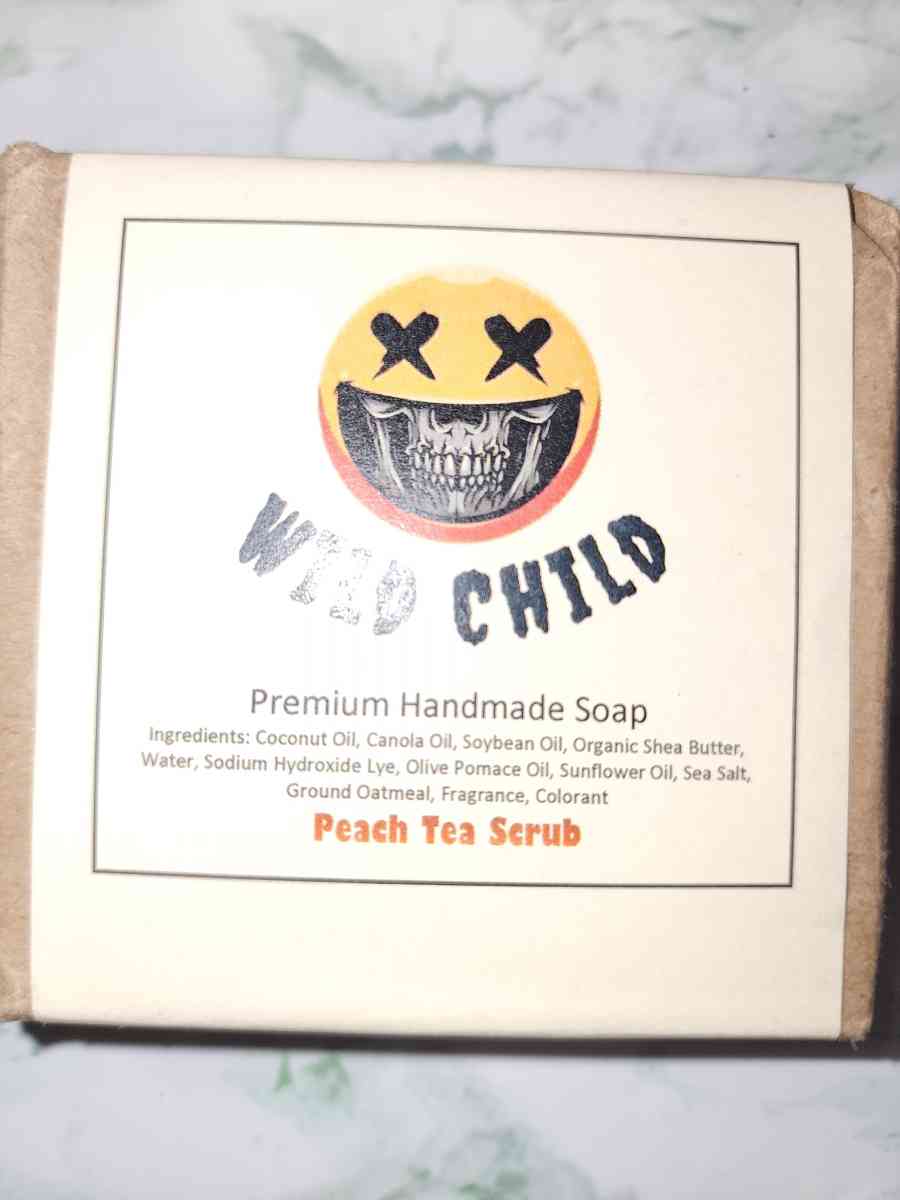 WILD CHILD
Premium Handmade Soap
Ingredients: Coconut Oil, Canola Oil, Soybean Oil, Organic Shea Butter,
Water, Sodium Hydroxide Lye, Olive Pomace Oil, Sunflower Oil, Sea Salt,
Ground Oatmeal, Fragrance, Colorant
Peach Tea Scrub